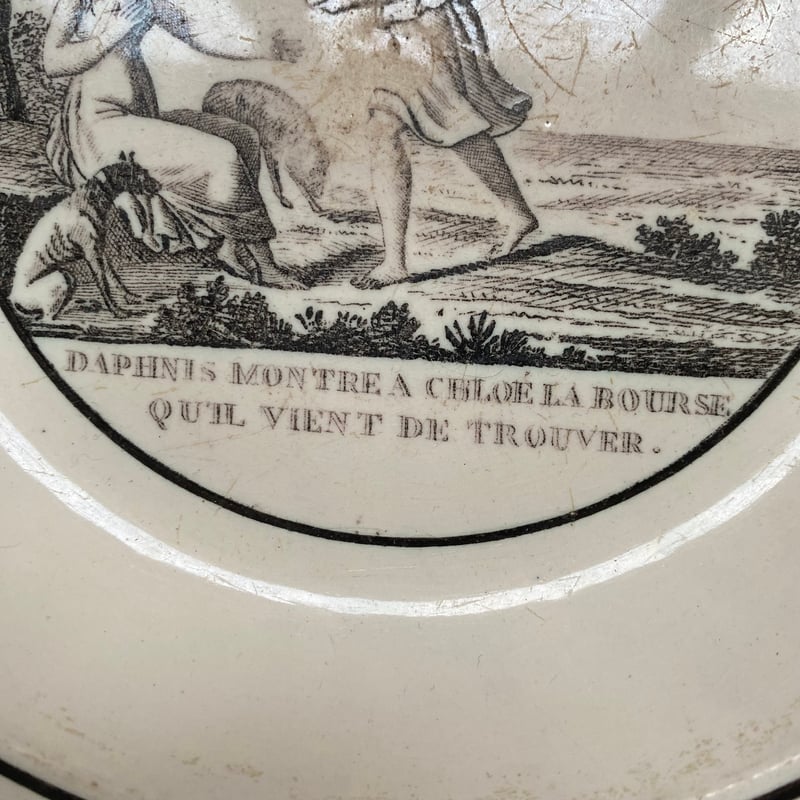 DAPHNIS MONTRE A CHLOÉ LA BOURSE
QU'IL VIENT DE TROUVER.